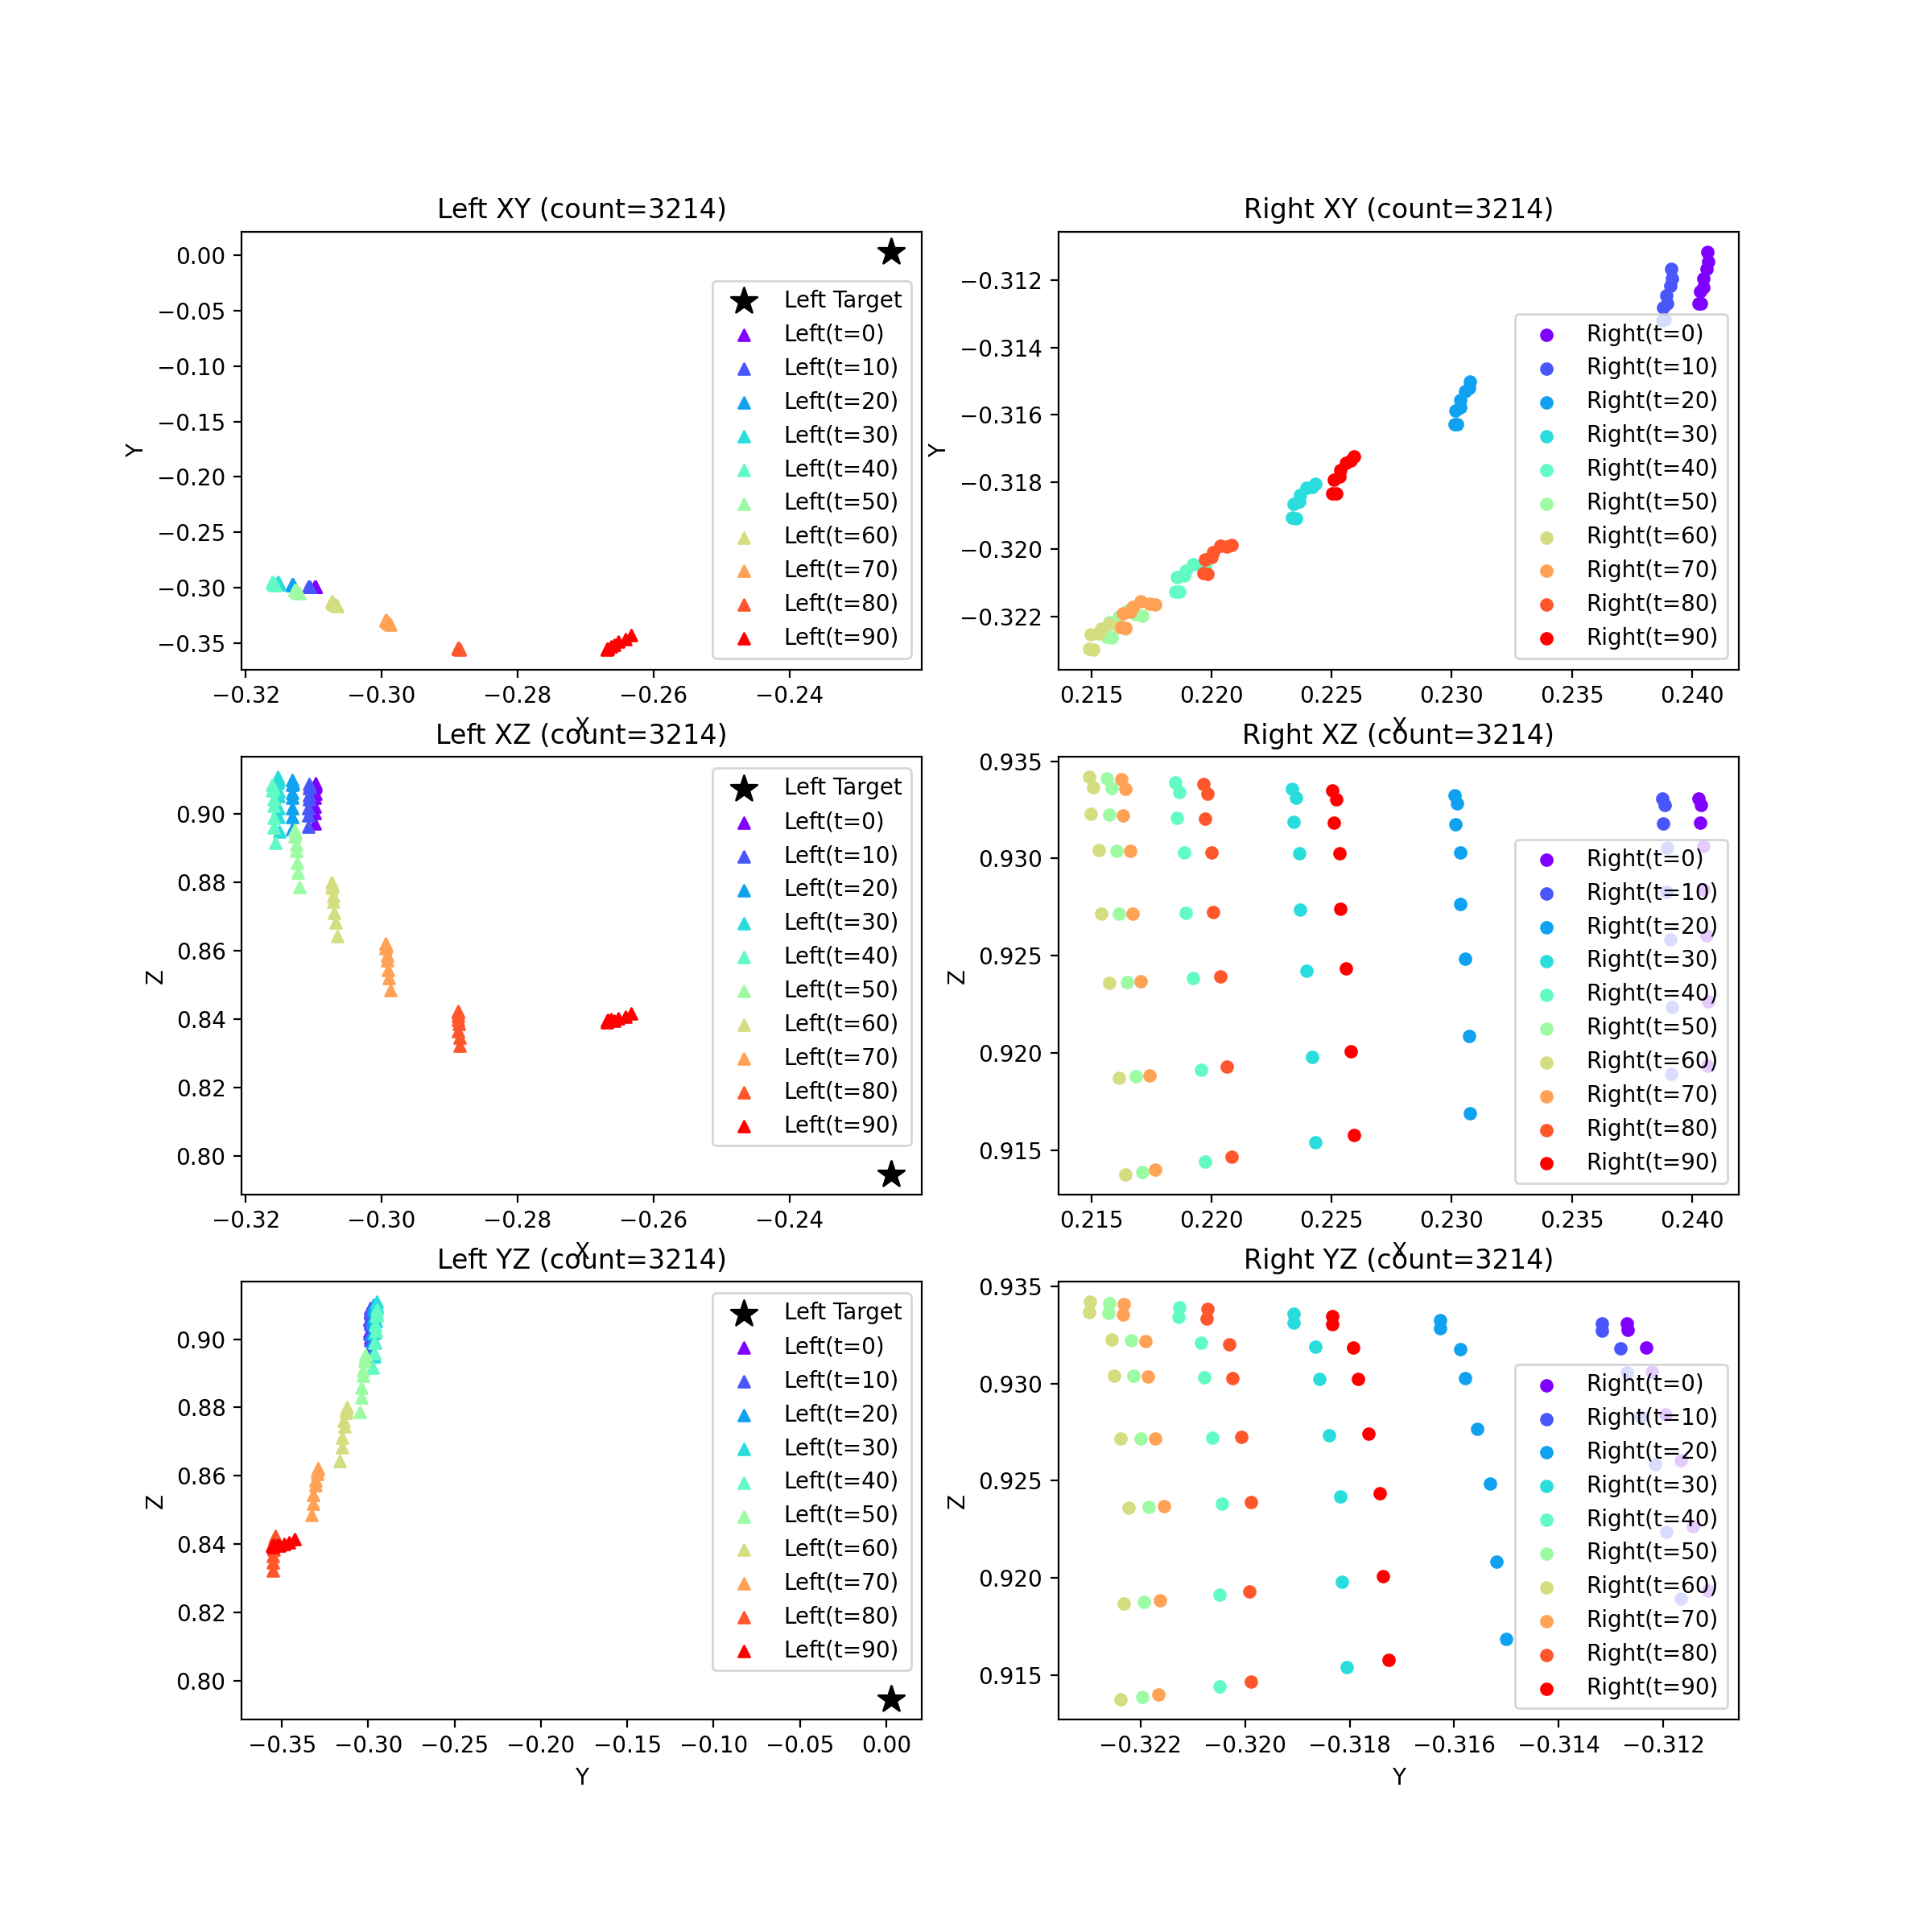 Left XY (count=3214)
0.00
−0.05
−0.10
−0.15
−0.20
−0.25
−0.30
−0.35
Y
−0.32
−0.30
−0.28
−0.26
−0.24
X
Left Target
Left(t=0)
Left(t=10)
Left(t=20)
Left(t=30)
Left(t=40)
Left(t=50)
Left(t=60)
Left(t=70)
Left(t=80)
Left(t=90)
Right XY (count=3214)
−0.312
−0.314
−0.316
−0.318
−0.320
−0.322
Y
0.215
0.220
0.225
0.230
0.235
0.240
X
Right(t=0)
Right(t=10)
Right(t=20)
Right(t=30)
Right(t=40)
Right(t=50)
Right(t=60)
Right(t=70)
Right(t=80)
Right(t=90)
Left XZ (count=3214)
0.90
0.88
0.86
0.84
0.82
0.80
Z
−0.32
−0.30
−0.28
−0.26
−0.24
X
Left Target
Left(t=0)
Left(t=10)
Left(t=20)
Left(t=30)
Left(t=40)
Left(t=50)
Left(t=60)
Left(t=70)
Left(t=80)
Left(t=90)
Right XZ (count=3214)
0.935
0.930
0.925
0.920
0.915
Z
0.215
0.220
0.225
0.230
0.235
0.240
X
Right(t=0)
Right(t=10)
Right(t=20)
Right(t=30)
Right(t=40)
Right(t=50)
Right(t=60)
Right(t=70)
Right(t=80)
Right(t=90)
Left YZ (count=3214)
0.90
0.88
0.86
0.84
0.82
0.80
Z
−0.35
−0.30
−0.25
−0.20
−0.15
−0.10
−0.05
0.00
Y
Left Target
Left(t=0)
Left(t=10)
Left(t=20)
Left(t=30)
Left(t=40)
Left(t=50)
Left(t=60)
Left(t=70)
Left(t=80)
Left(t=90)
Right YZ (count=3214)
0.935
0.930
0.925
0.920
0.915
Z
−0.322
−0.320
−0.318
−0.316
−0.314
−0.312
Y
Right(t=0)
Right(t=10)
Right(t=20)
Right(t=30)
Right(t=40)
Right(t=50)
Right(t=60)
Right(t=70)
Right(t=80)
Right(t=90)